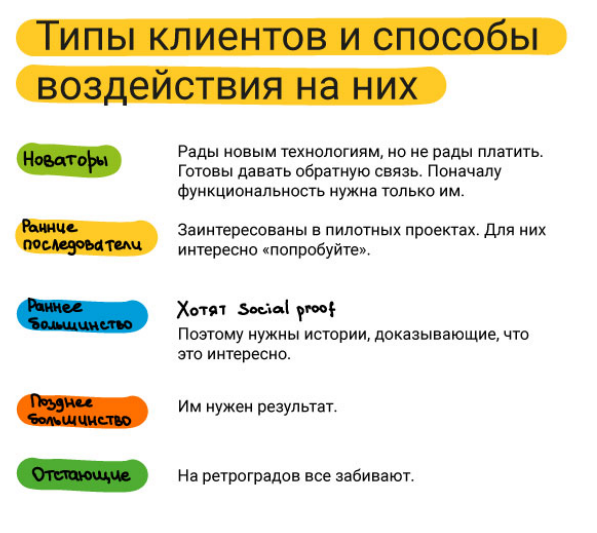 Типы клиентов и способы
воздействия на них
Новаторы
Рады новым технологиям, но не рады платить.
Готовы давать обратную связь. Поначалу
функциональность нужна только им.
Ранние
последователи
Заинтересованы в пилотных проектах. Для них
интересно «попробуйте».
Раннее
большинство
Хотят Social proof
Поэтому нужны истории, доказывающие, что
это интересно.
Позднее
большинство
Им нужен результат.
Отстающие
На ретроградов все забивают.